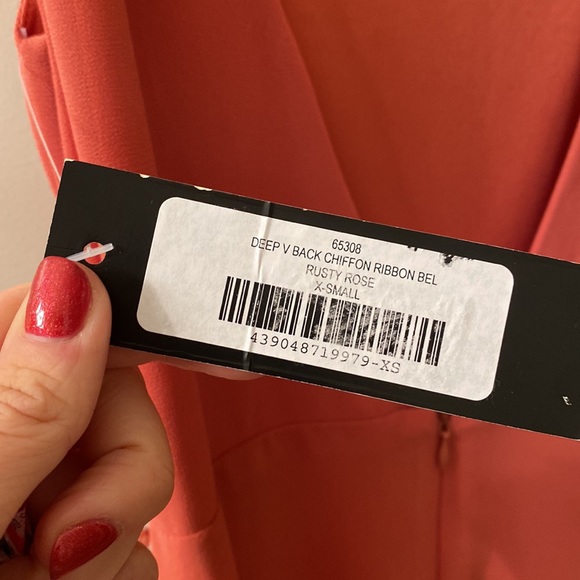 65308
DEEP V BACK CHIFFON RIBBON BEL
RUSTY ROSE
X-SMALL
439048719979-XS